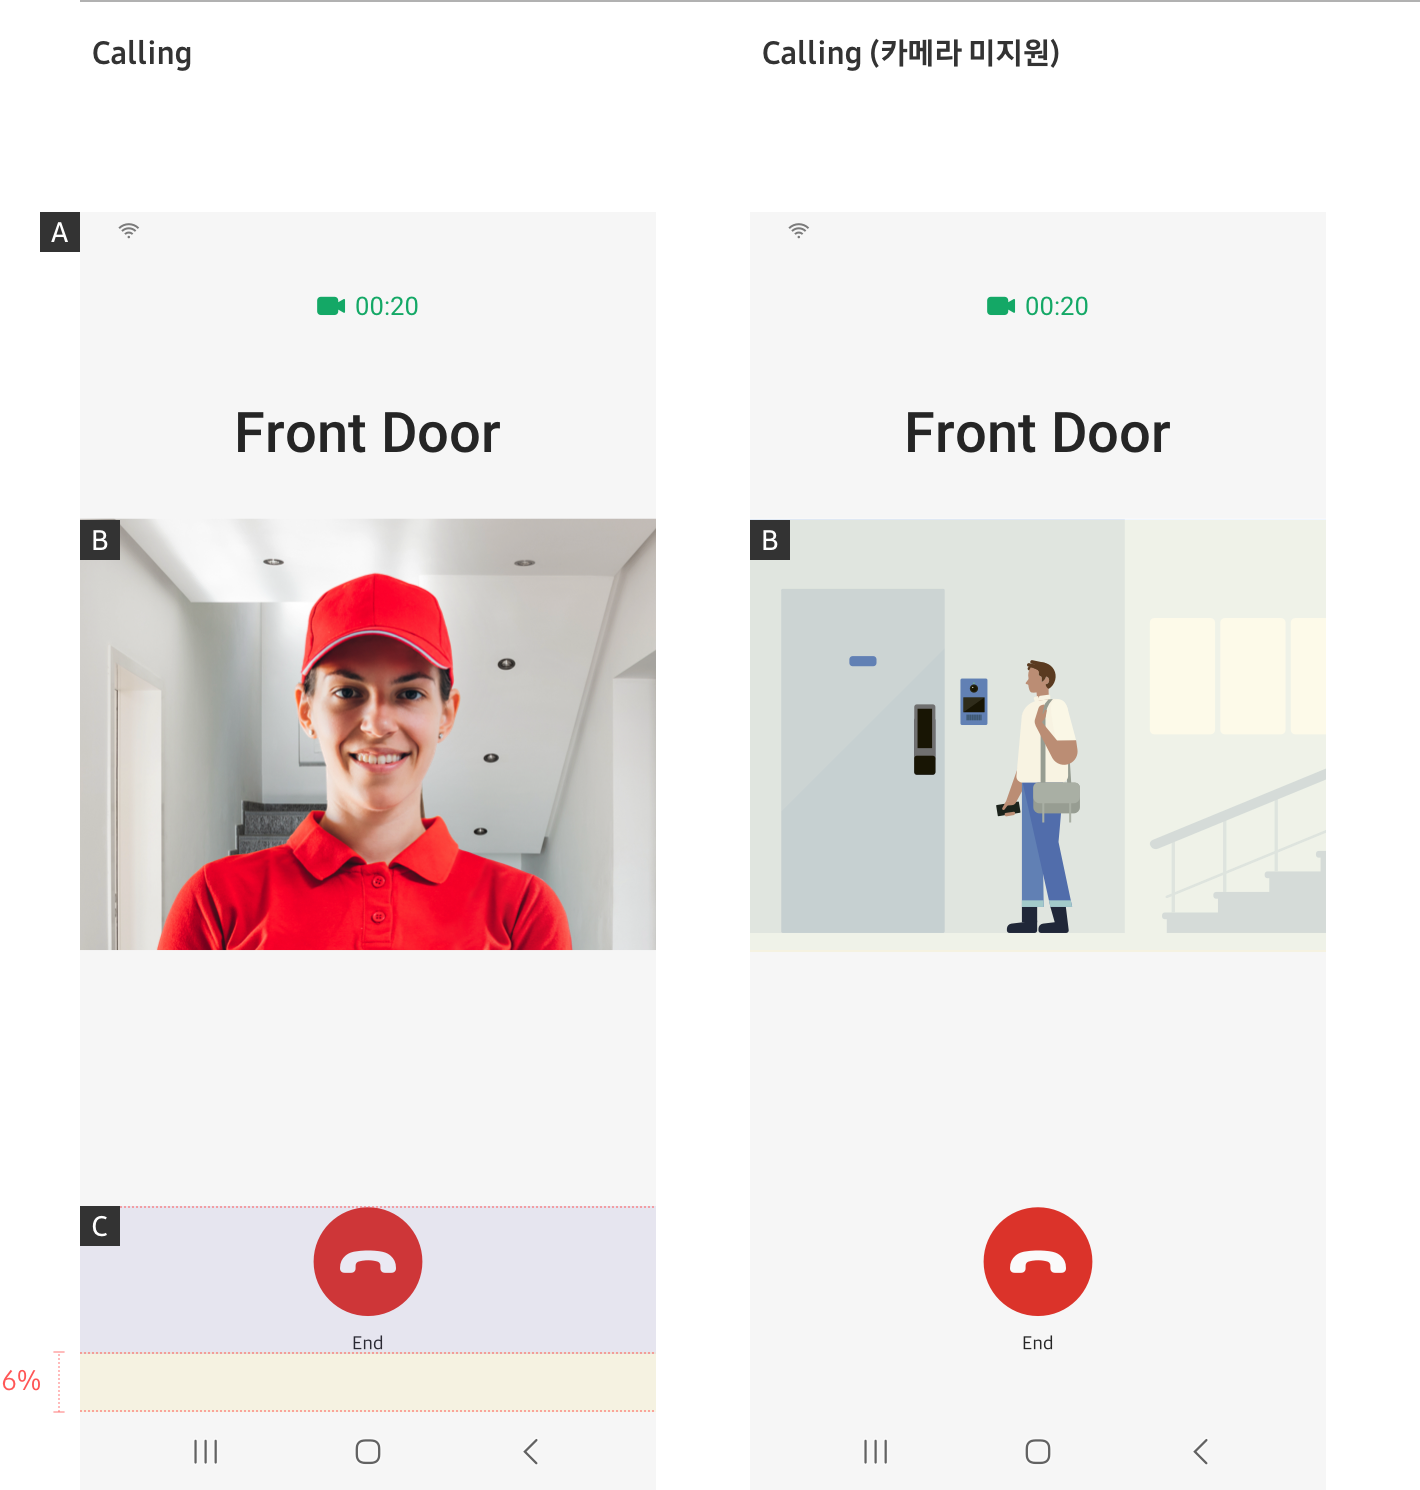 Calling
Calling (카메라 미지원)
A
00:20
00:20
Front Door
Front Door
B
B
C
End
End
6%